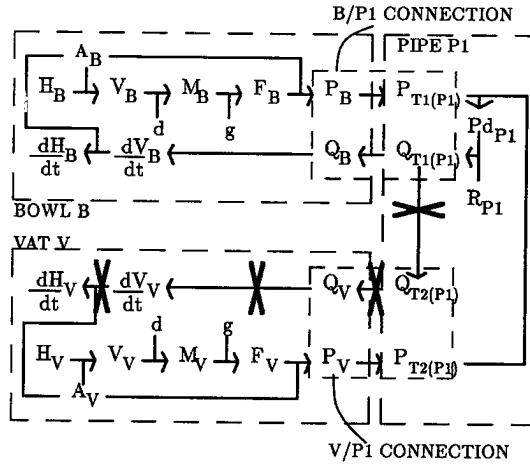 B/P1 CONNECTION
PIPE P1
A_B
H_B V_B M_B F_B P_B P_T1(P1)
d g Pd_P1
dH_B/dt dV_B/dt Q_B Q_T1(P1)
R_P1
BOWL B
VAT V
dH_V/dt dV_V/dt Q_V Q_T2(P1)
d g
H_V V_V M_V F_V P_V P_T2(P1)
A_V
V/P1 CONNECTION